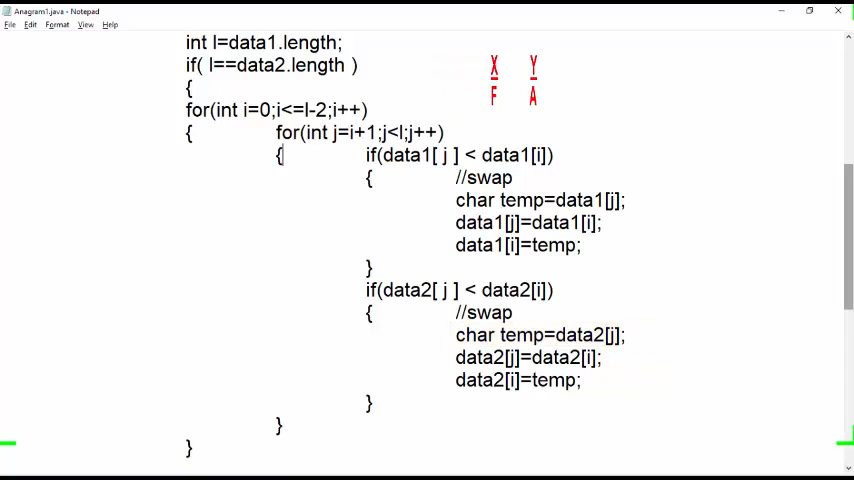 Anagram1.java - Notepad
File Edit Format View Help
int l=data1.length;
if( l==data2.length )
{
for(int i=0;i<=l-2;i++)
{ for(int j=i+1;j<l;j++)
{ if(data1[ j ] < data1[i])
{ //swap
char temp=data1[j];
data1[j]=data1[i];
data1[i]=temp;
}
if(data2[ j ] < data2[i])
{ //swap
char temp=data2[j];
data2[j]=data2[i];
data2[i]=temp;
}
}
}
X Y
F A